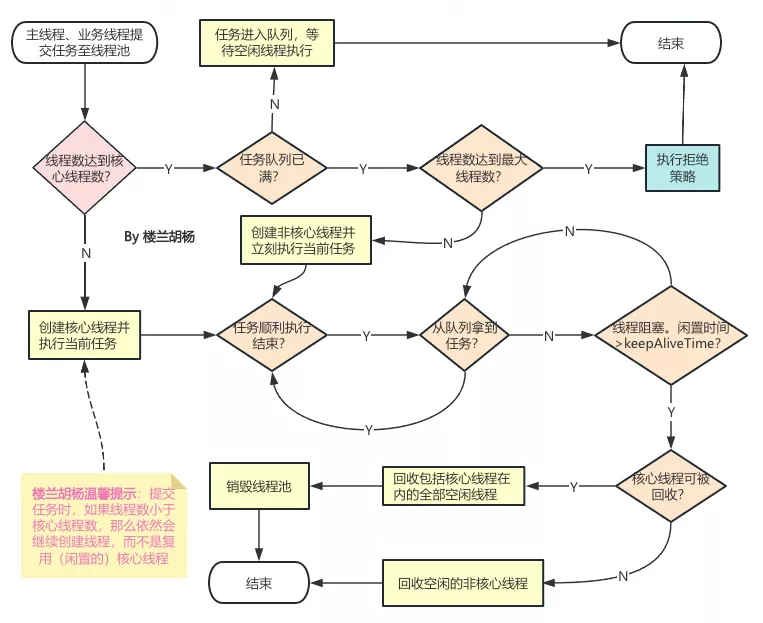 主线程、业务线程提
交任务至线程池
任务进入队列，等
待空闲线程执行
结束
N
线程数达到核
心线程数？
Y
任务队列已
满？
Y
线程数达到最大
线程数？
Y
执行拒绝
策略
By 楼兰胡杨
N
创建非核心线程并
立刻执行当前任务
N
N
创建核心线程并
执行当前任务
任务顺利执行
结束？
Y
从队列拿到
任务？
N
线程阻塞。闲置时间
>keepAliveTime？
Y
Y
楼兰胡杨温馨提示：提交
任务时，如果线程数小于
核心线程数，那么依然会
继续创建线程，而不是复
用（闲置的）核心线程
销毁线程池
回收包括核心线程在
内的全部空闲线程
Y
核心线程可被
回收？
N
结束
回收空闲的非核心线程